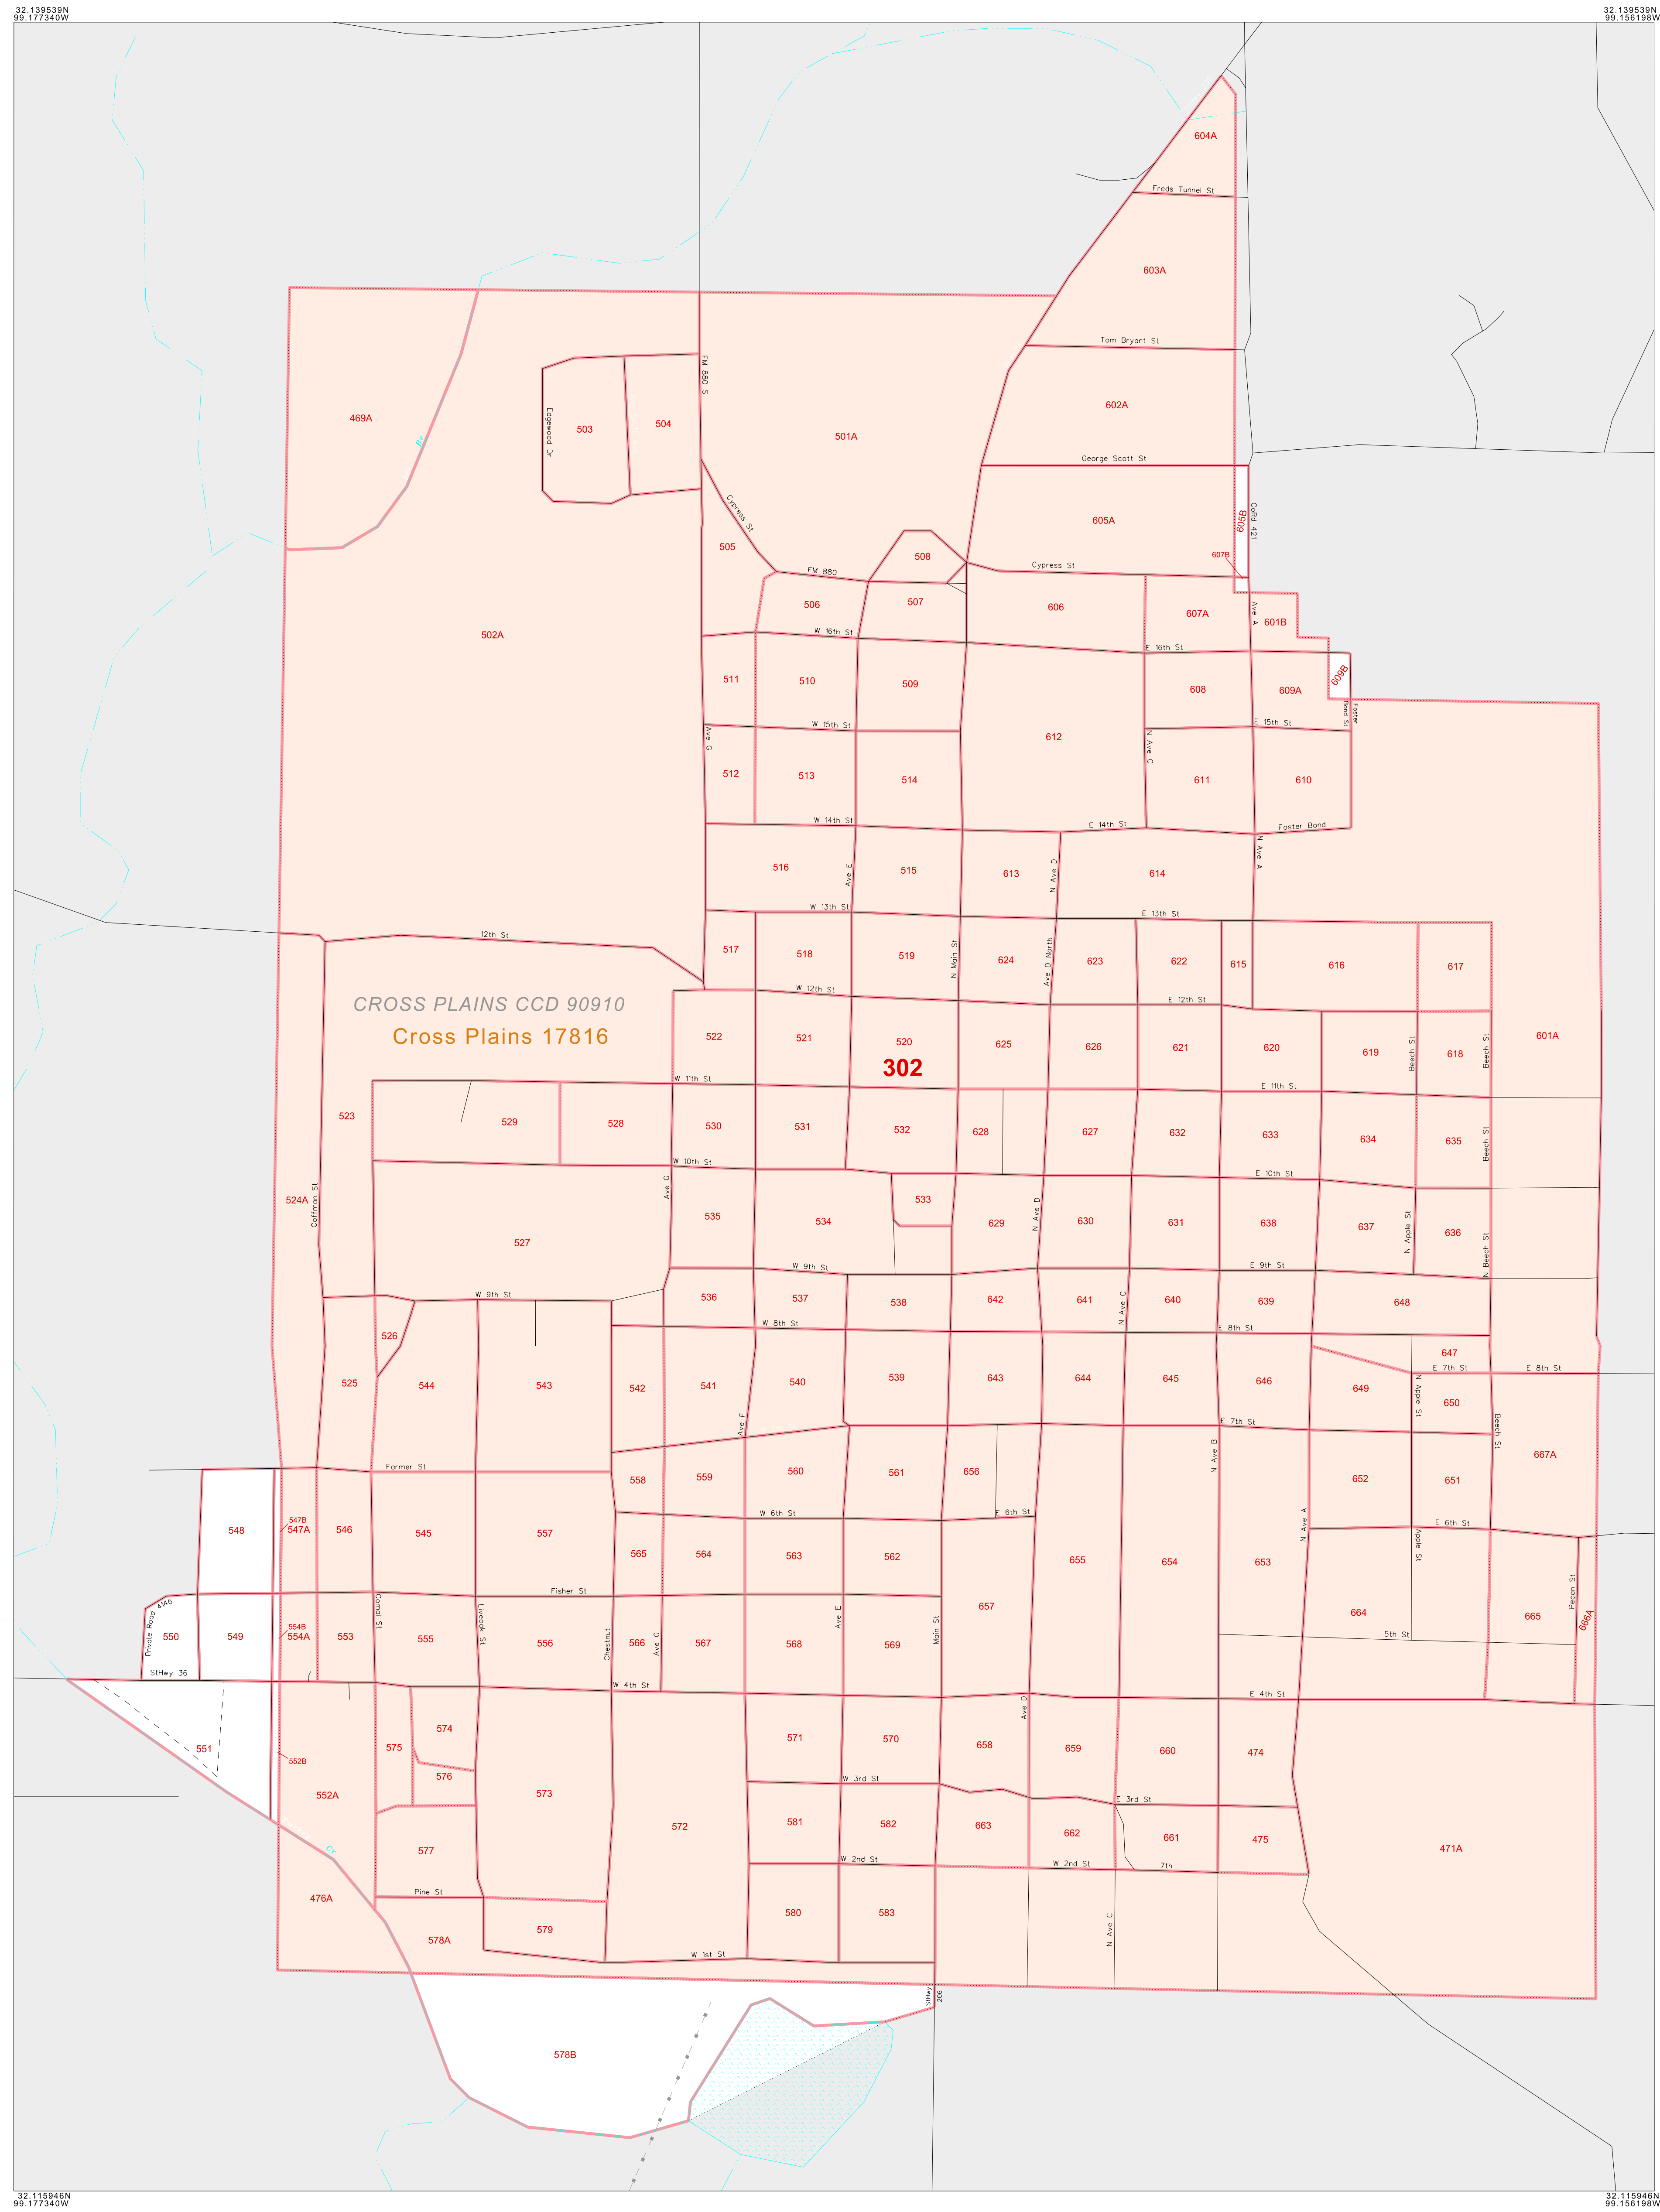 32.139539N
99.177340W
32.139539N
99.156198W
604A
Freds Tunnel St
603A
Tom Bryant St
FM 880 S
469A
Br
Edgewood Dr
503
504
501A
602A
George Scott St
Cypress St
605A
605B
CoRd 421
607B
505
508
FM 880
Cypress St
506
507
606
607A
Ave A
601B
502A
W 16th St
E 16th St
511
510
509
608
609A
609B
Foster
Bond St
Ave G
W 15th St
612
N Ave C
E 15th St
512
513
514
611
610
W 14th St
E 14th St
Foster Bond
516
Ave E
515
613
N Ave D
614
N Ave A
W 13th St
E 13th St
12th St
517
518
519
N Main St
624
Ave D North
623
622
615
616
617
W 12th St
E 12th St
CROSS PLAINS CCD 90910
Cross Plains 17816
522
521
520
302
625
626
621
620
619
Beech St
618
Beech St
601A
W 11th St
E 11th St
523
529
528
530
531
532
628
627
632
633
634
635
Beech St
W 10th St
E 10th St
524A
Coffman St
527
Ave G
535
534
533
629
N Ave D
630
631
638
637
N Apple St
636
N Beech St
W 9th St
E 9th St
W 9th St
536
537
538
642
641
N Ave C
640
639
648
526
W 8th St
E 8th St
647
E 7th St
E 8th St
525
544
543
542
541
Ave F
540
539
643
644
645
646
649
N Apple St
650
Beech St
E 7th St
667A
Farmer St
558
559
560
561
656
N Ave B
652
651
548
547B
547A
546
545
557
W 6th St
E 6th St
N Ave A
E 6th St
565
564
563
562
655
654
653
Apple St
Fisher St
Private Road 4146
550
549
554B
554A
553
Comal St
555
Liveoak St
556
Chestnut
566
Ave G
567
568
Ave E
569
Main St
657
664
5th St
665
Pecan St
666A
StHwy 36
W 4th St
E 4th St
551
552B
552A
575
574
576
573
572
571
570
658
Ave D
659
660
474
W 3rd St
E 3rd St
Cr
577
581
582
663
662
661
475
471A
W 2nd St
W 2nd St
7th
476A
Pine St
578A
579
580
583
N Ave C
W 1st St
StHwy
206
578B
32.115946N
99.177340W
32.115946N
99.156198W